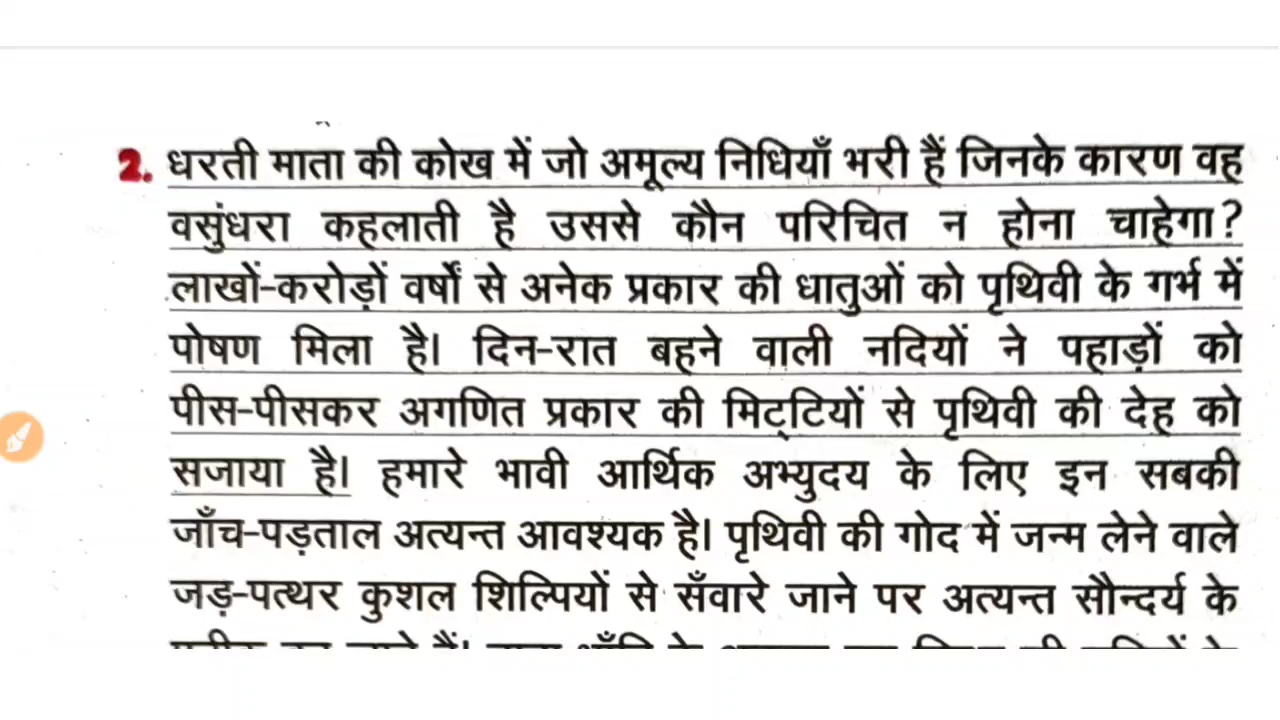 2. धरती माता की कोख में जो अमूल्य निधियाँ भरी हैं जिनके कारण वह
वसुंधरा कहलाती है उससे कौन परिचित न होना चाहेगा?
लाखों-करोड़ों वर्षों से अनेक प्रकार की धातुओं को पृथिवी के गर्भ में
पोषण मिला है। दिन-रात बहने वाली नदियों ने पहाड़ों को
पीस-पीसकर अगणित प्रकार की मिट्टियों से पृथिवी की देह को
सजाया है। हमारे भावी आर्थिक अभ्युदय के लिए इन सबकी
जाँच-पड़ताल अत्यन्त आवश्यक है। पृथिवी की गोद में जन्म लेने वाले
जड़-पत्थर कुशल शिल्पियों से सँवारे जाने पर अत्यन्त सौन्दर्य के